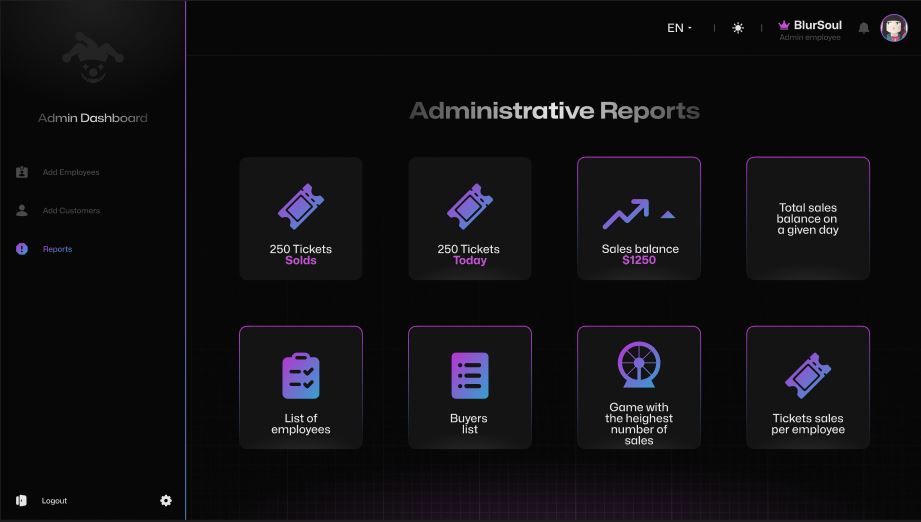 EN
BlurSoul
Admin employee
Admin Dashboard
Add Employees
Add Customers
Reports
Logout
Administrative Reports
250 Tickets
Solds
250 Tickets
Today
Sales balance
$1250
Total sales
balance on
a given day
List of
employees
Buyers
list
Game with
the heighest
number of
sales
Tickets sales
per employee